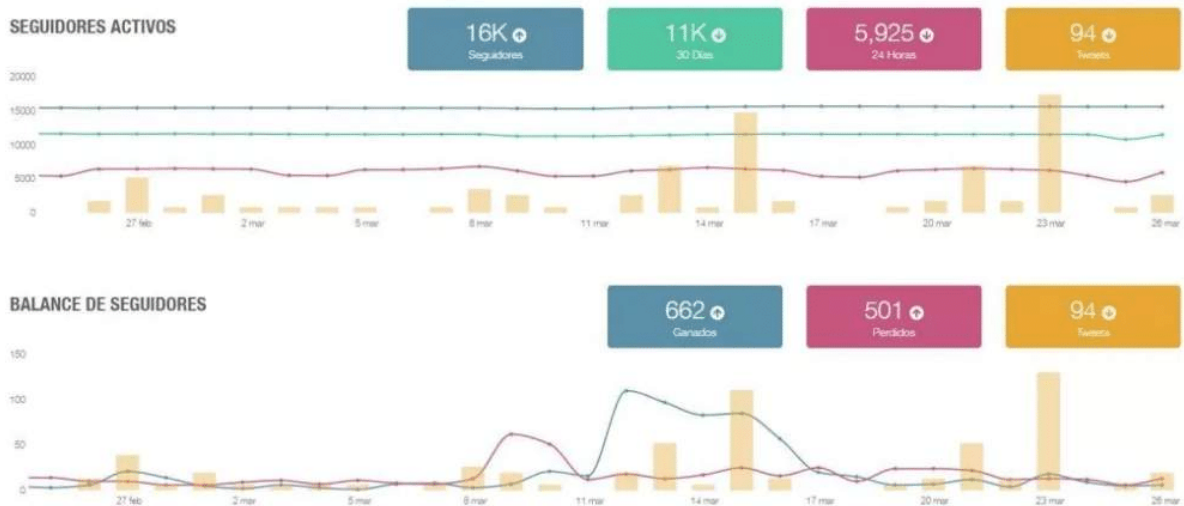 SEGUIDORES ACTIVOS
16K
Seguidores
11K
30 Días
5,925
24 Horas
94
Tweets
20000
15000
10000
5000
0
27 feb
2 mar
5 mar
8 mar
11 mar
14 mar
17 mar
20 mar
23 mar
26 mar
BALANCE DE SEGUIDORES
662
Ganados
501
Perdidos
94
Tweets
150
100
50
0
27 feb
2 mar
5 mar
8 mar
11 mar
14 mar
17 mar
20 mar
23 mar
26 mar